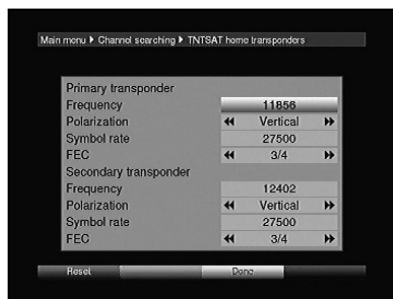 Main menu ▶ Channel searching ▶ TNTSAT home transponders
Primary transponder
Frequency 11856
Polarization ◀◀ Vertical ▶▶
Symbol rate 27500
FEC ◀◀ 3/4 ▶▶
Secondary transponder
Frequency 12402
Polarization ◀◀ Vertical ▶▶
Symbol rate 27500
FEC ◀◀ 3/4 ▶▶
Reset Done